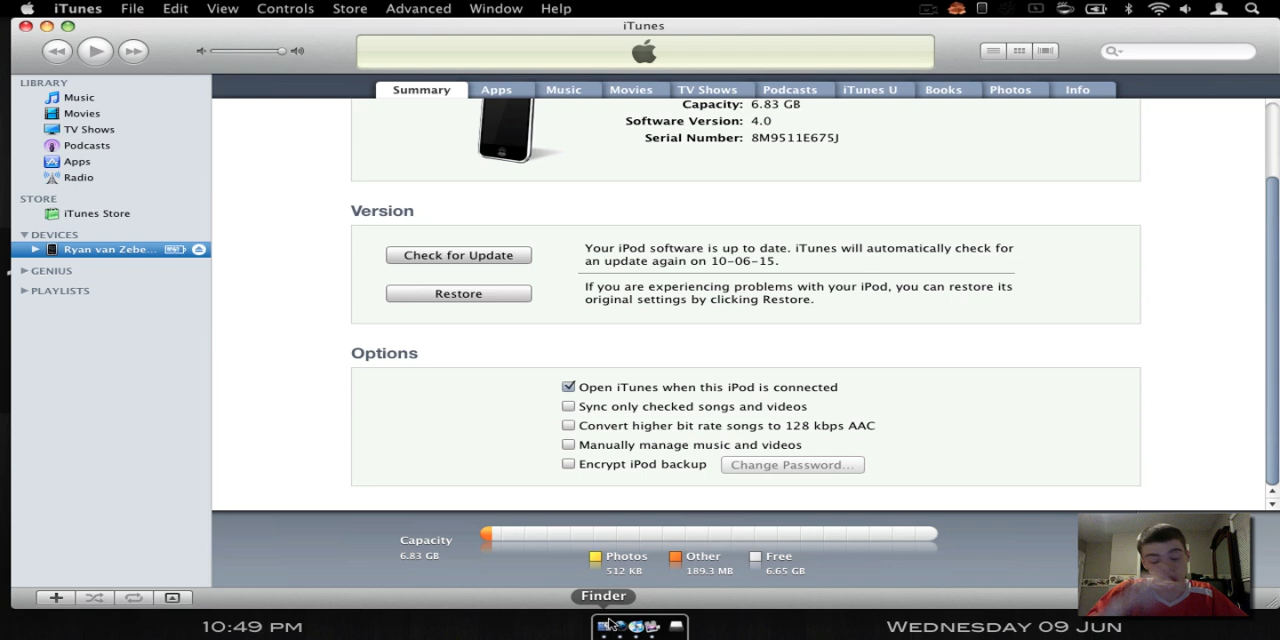 iTunes File Edit View Controls Store Advanced Window Help
iTunes
LIBRARY
Music
Movies
TV Shows
Podcasts
Apps
Radio
STORE
iTunes Store
DEVICES
Ryan van Zebe...
GENIUS
PLAYLISTS
Summary Apps Music Movies TV Shows Podcasts iTunes U Books Photos Info
Capacity: 6.83 GB
Software Version: 4.0
Serial Number: 8M9511E675J
Version
Check for Update
Your iPod software is up to date. iTunes will automatically check for
an update again on 10-06-15.
Restore
If you are experiencing problems with your iPod, you can restore its
original settings by clicking Restore.
Options
Open iTunes when this iPod is connected
Sync only checked songs and videos
Convert higher bit rate songs to 128 kbps AAC
Manually manage music and videos
Encrypt iPod backup Change Password...
Capacity
6.83 GB
Photos
512 KB
Other
189.3 MB
Free
6.65 GB
Finder
10:49 PM
WEDNESDAY 09 JUN